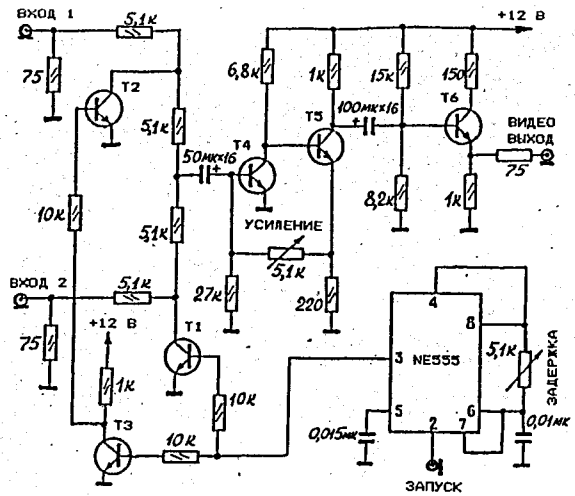 ВХОД 1
5,1к
+12 В
75
Т2
6,8к
1к
15к
150
Т5
100мк×16
Т6
5,1к
50мк×16
Т4
ВИДЕО
ВЫХОД
75
10к
5,1к
УСИЛЕНИЕ
5,1к
8,2к
1к
ВХОД 2
5,1к
27к
220
+12 В
75
Т1
4
8
3
NE555
5,1к
ЗАДЕРЖКА
1к
10к
5
2
7
6
Т3
10к
0,015мк
0,01мк
ЗАПУСК